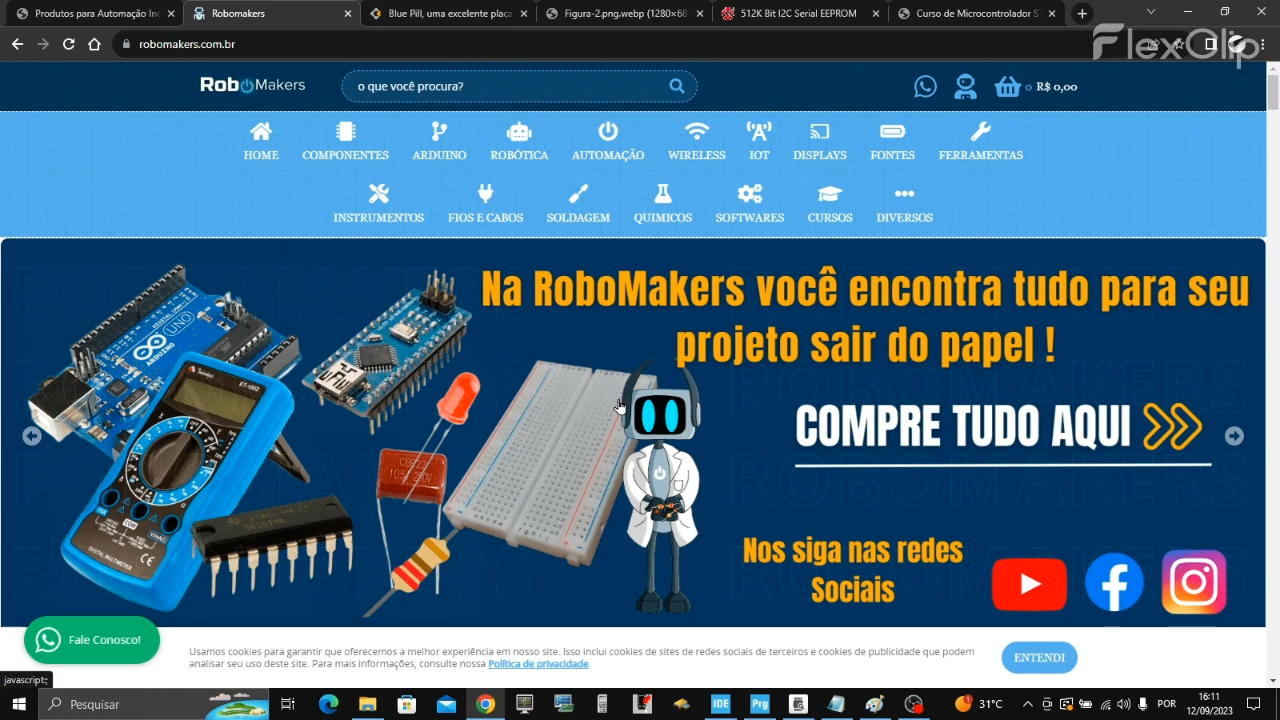 Produtos para Automação In
Robomakers
Blue Pill, uma excelente placa
Figura-2.png.webp (1280×68
512K Bit I2C Serial EEPROM
Curso de Microcontrolador S
robomakers.com.br
FlexClip
RoboMakers
o que você procura?
0 R$ 0,00
HOME
COMPONENTES
ARDUINO
ROBÓTICA
AUTOMAÇÃO
WIRELESS
IOT
DISPLAYS
FONTES
FERRAMENTAS
INSTRUMENTOS
FIOS E CABOS
SOLDAGEM
QUIMICOS
SOFTWARES
CURSOS
DIVERSOS
Na RoboMakers você encontra tudo para seu
projeto sair do papel !
COMPRE TUDO AQUI
Nos siga nas redes
Sociais
ARDUINO
ET-1002
DIGITAL MULTIMETER
Fale Conosco!
Usamos cookies para garantir que oferecemos a melhor experiência em nosso site. Isso inclui cookies de sites de redes sociais de terceiros e cookies de publicidade que podem
analisar seu uso deste site. Para mais informações, consulte nossa Política de privacidade.
ENTENDI
javascript:;
Pesquisar
IDE
Prg
31°C
POR
16:11
12/09/2023